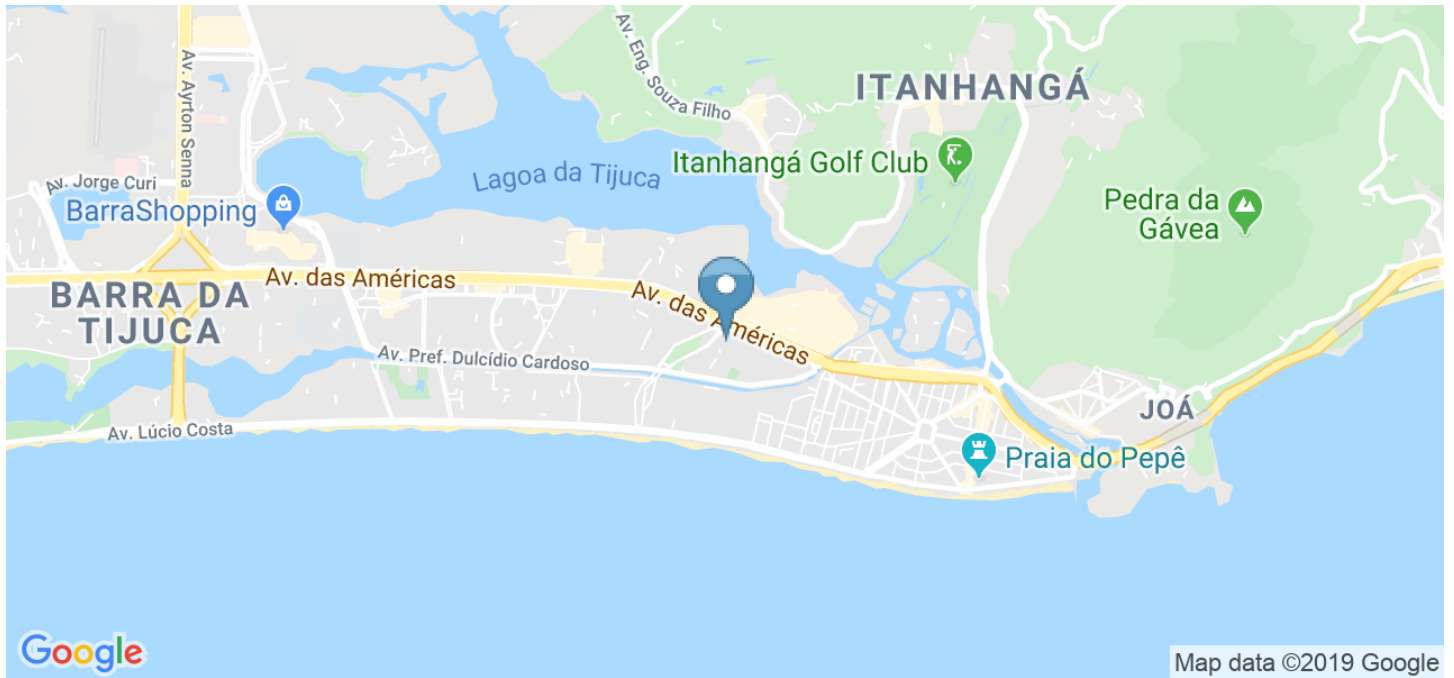 Av. Ayrton Senna
Av. Eng. Souza Filho
ITANHANGÁ
Itanhangá Golf Club
Lagoa da Tijuca
Av. Jorge Curi
BarraShopping
Pedra da
Gávea
Av. das Américas
Av. das Américas
BARRA DA
TIJUCA
Av. Pref. Dulcídio Cardoso
JOÁ
Av. Lúcio Costa
Praia do Pepê
Google
Map data ©2019 Google